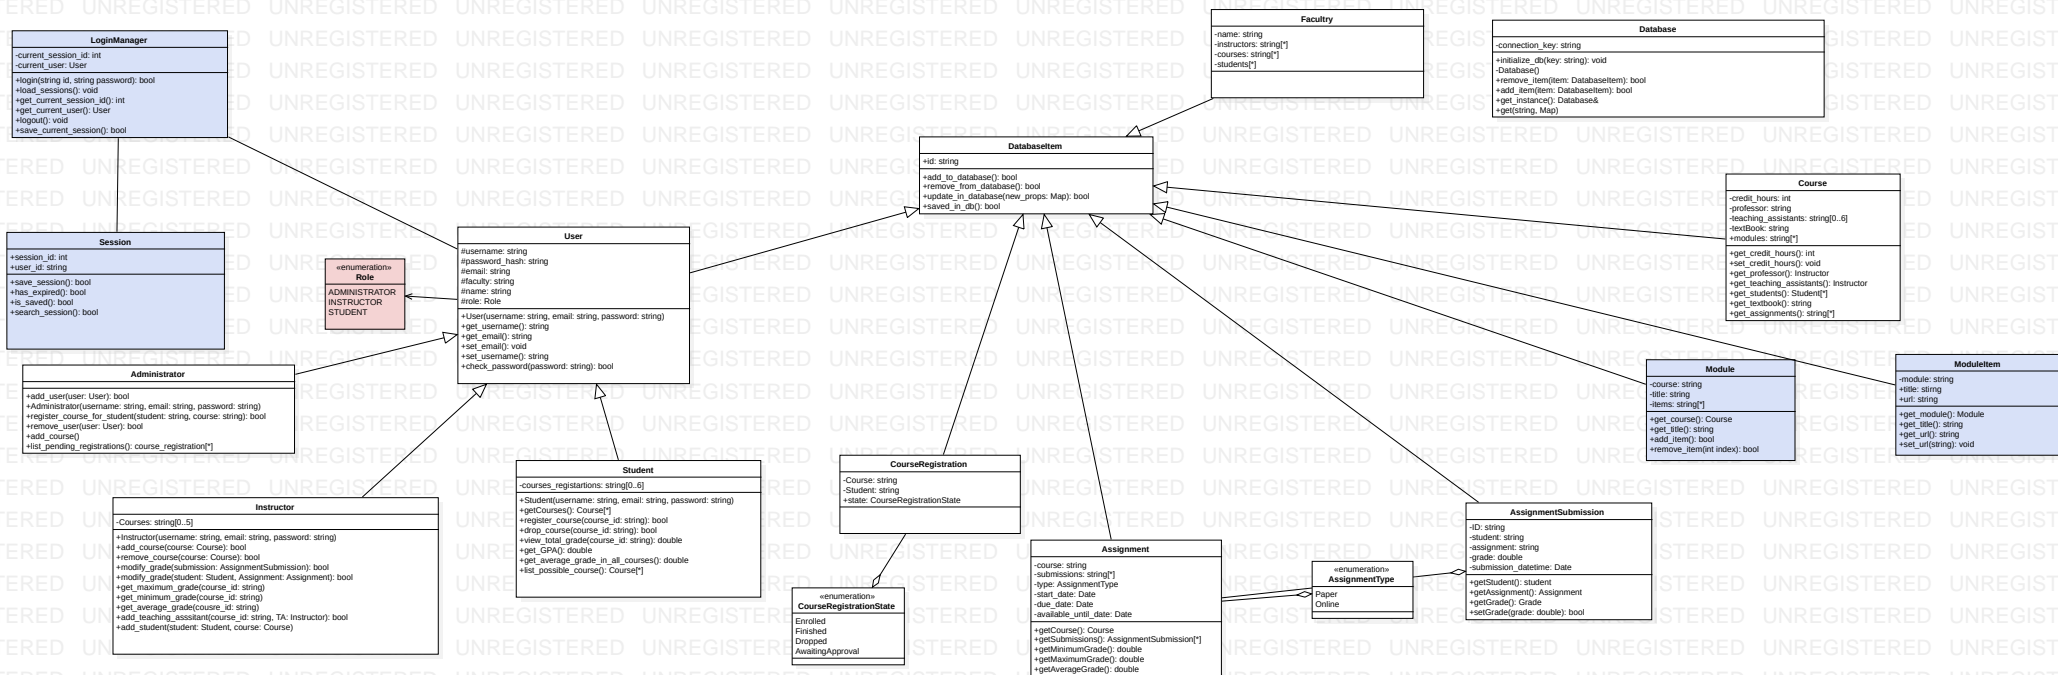 LoginManager
-current_session_id: int
-current_user: User
+login(string id, string password): bool
+load_sessions(): void
+get_current_session_id(): int
+get_current_user(): User
+logout(): void
+save_current_session(): bool
Session
+session_id: int
+user_id: string
+save_session(): bool
+has_expired(): bool
+is_saved(): bool
+search_session(): bool
«enumeration»
Role
ADMINISTRATOR
INSTRUCTOR
STUDENT
User
#username: string
#password_hash: string
#email: string
#faculty: string
#name: string
#role: Role
+User(username: string, email: string, password: string)
+get_username(): string
+get_email(): string
+set_email(): void
+set_username(): string
+check_password(password: string): bool
Administrator
+add_user(user: User): bool
+Administrator(username: string, email: string, password: string)
+register_course_for_student(student: string, course: string): bool
+remove_user(user: User): bool
+add_course()
+list_pending_registrations(): course_registration[*]
Instructor
-Courses: string[0..5]
+Instructor(username: string, email: string, password: string)
+add_course(course: Course): bool
+remove_course(course: Course): bool
+modify_grade(submission: AssignmentSubmission): bool
+modify_grade(student: Student, Assignment: Assignment): bool
+get_maximum_grade(course_id: string)
+get_minimum_grade(course_id: string)
+get_average_grade(cousre_id: string)
+add_teaching_asssitant(course_id: string, TA: Instructor): bool
+add_student(student: Student, course: Course)
Student
-courses_registartions: string[0..6]
+Student(username: string, email: string, password: string)
+getCourses(): Course[*]
+register_course(course_id: string): bool
+drop_course(course_id: string): bool
+view_total_grade(course_id: string): double
+get_GPA(): double
+get_average_grade_in_all_courses(): double
+list_possible_course(): Course[*]
Facultry
-name: string
-instructors: string[*]
-courses: string[*]
-students[*]
Database
-connection_key: string
+initialize_db(key: string): void
-Database()
+remove_item(item: DatabaseItem): bool
+add_item(item: DatabaseItem): bool
+get_instance(): Database&
+get(string, Map)
DatabaseItem
+id: string
+add_to_database(): bool
+remove_from_database(): bool
+update_in_database(new_props: Map): bool
+saved_in_db(): bool
Course
-credit_hours: int
-professor: string
-teaching_assistants: string[0..6]
-textBook: string
+modules: string[*]
+get_credit_hours(): int
+set_credit_hours(): void
+get_professor(): Instructor
+get_teaching_assistants(): Instructor
+get_students(): Student[*]
+get_textbook(): string
+get_assignments(): string[*]
Module
-course: string
-title: string
-items: string[*]
+get_course(): Course
+get_title(): string
+add_item(): bool
+remove_item(int index): bool
ModuleItem
-module: string
+title: stirng
+url: string
+get_module(): Module
+get_title(): string
+get_url(): string
+set_url(string): void
CourseRegistration
-Course: string
-Student: string
+state: CourseRegistrationState
«enumeration»
CourseRegistrationState
Enrolled
Finished
Dropped
AwaitingApproval
Assignment
-course: string
-submissions: string[*]
-type: AssignmentType
-start_date: Date
-due_date: Date
-available_until_date: Date
+getCourse(): Course
+getSubmissions(): AssignmentSubmission[*]
+getMinimumGrade(): double
+getMaximumGrade(): double
+getAverageGrade(): double
«enumeration»
AssignmentType
Paper
Online
AssignmentSubmission
-ID: string
-student: string
-assignment: string
-grade: double
-submission_datetime: Date
+getStudent(): student
+getAssignment(): Assignment
+getGrade(): Grade
+setGrade(grade: double): bool
UNREGISTERED